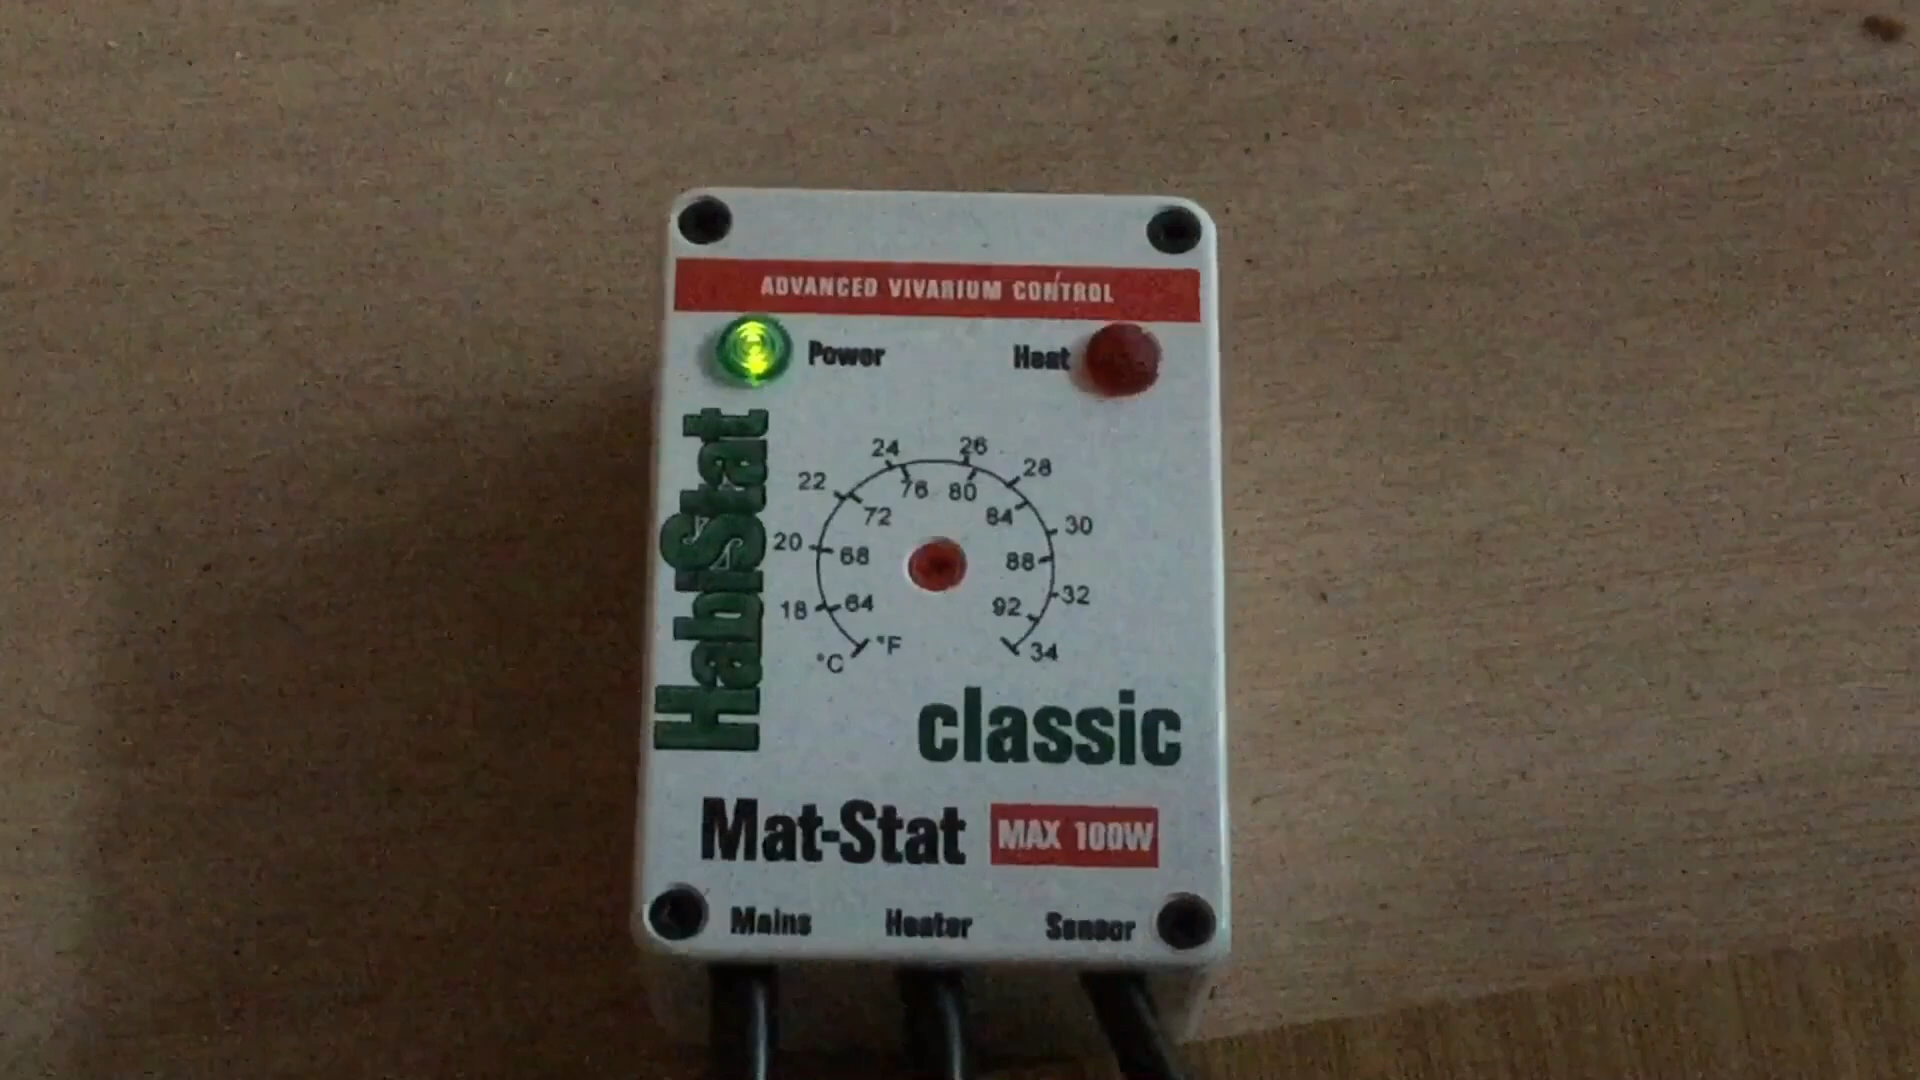 ADVANCED VIVARIUM CONTROL
Power
Heat
HabiStat
24
26
22
28
76
80
72
84
20
30
68
88
18
32
64
92
°C
°F
34
classic
Mat-Stat
MAX 100W
Mains
Heater
Sensor